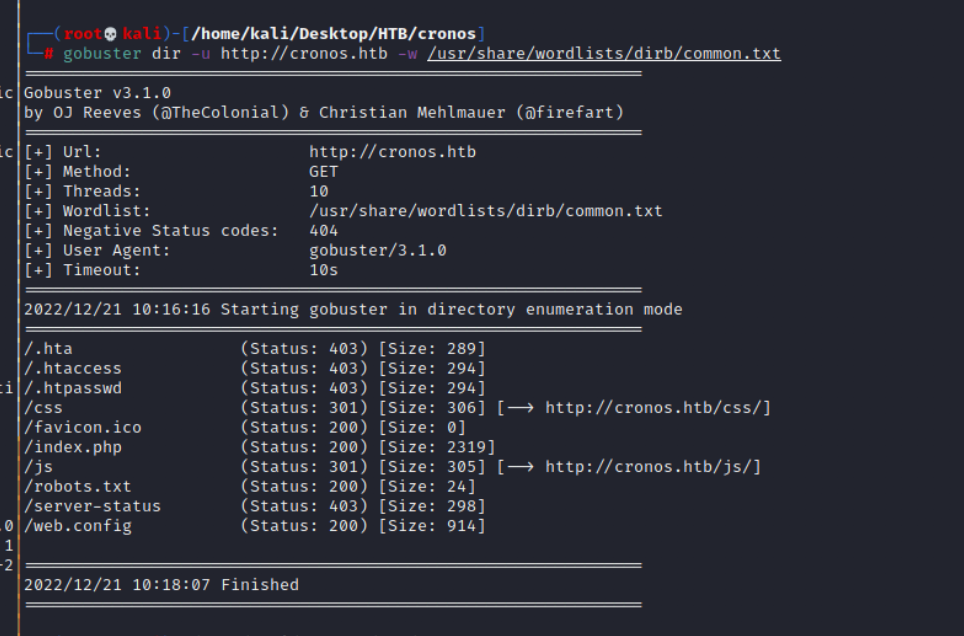 (root💀kali)-[/home/kali/Desktop/HTB/cronos]
# gobuster dir -u http://cronos.htb -w /usr/share/wordlists/dirb/common.txt
Gobuster v3.1.0
by OJ Reeves (@TheColonial) & Christian Mehlmauer (@firefart)
[+] Url: http://cronos.htb
[+] Method: GET
[+] Threads: 10
[+] Wordlist: /usr/share/wordlists/dirb/common.txt
[+] Negative Status codes: 404
[+] User Agent: gobuster/3.1.0
[+] Timeout: 10s
2022/12/21 10:16:16 Starting gobuster in directory enumeration mode
/.hta (Status: 403) [Size: 289]
/.htaccess (Status: 403) [Size: 294]
/.htpasswd (Status: 403) [Size: 294]
/css (Status: 301) [Size: 306] [--> http://cronos.htb/css/]
/favicon.ico (Status: 200) [Size: 0]
/index.php (Status: 200) [Size: 2319]
/js (Status: 301) [Size: 305] [--> http://cronos.htb/js/]
/robots.txt (Status: 200) [Size: 24]
/server-status (Status: 403) [Size: 298]
/web.config (Status: 200) [Size: 914]
2022/12/21 10:18:07 Finished